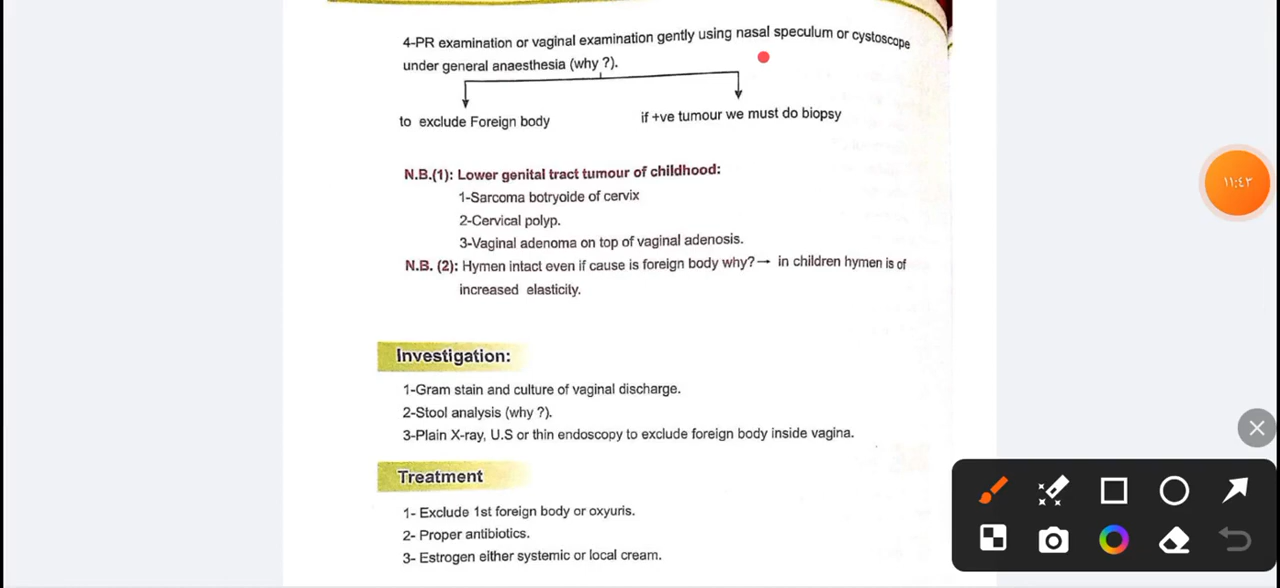 4-PR examination or vaginal examination gently using nasal speculum or cystoscope
under general anaesthesia (why ?).
to exclude Foreign body
if +ve tumour we must do biopsy
N.B.(1): Lower genital tract tumour of childhood:
1-Sarcoma botryoide of cervix
2-Cervical polyp.
3-Vaginal adenoma on top of vaginal adenosis.
N.B. (2): Hymen intact even if cause is foreign body why?→ in children hymen is of
increased elasticity.
Investigation:
1-Gram stain and culture of vaginal discharge.
2-Stool analysis (why ?).
3-Plain X-ray, U.S or thin endoscopy to exclude foreign body inside vagina.
Treatment
1- Exclude 1st foreign body or oxyuris.
2- Proper antibiotics.
3- Estrogen either systemic or local cream.
١١:٤٣